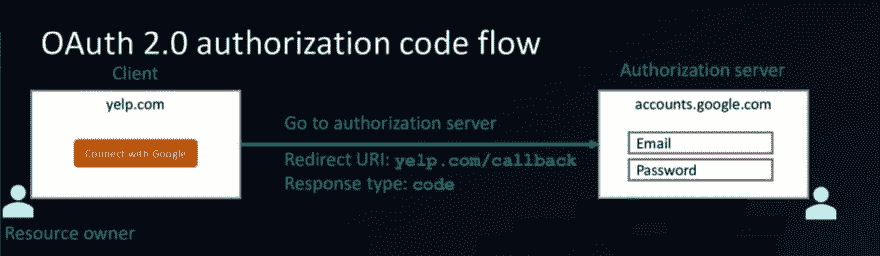 OAuth 2.0 authorization code flow
Client
Authorization server
yelp.com
accounts.google.com
Connect with Google
Go to authorization server
Email
Redirect URI: yelp.com/callback
Password
Response type: code
Resource owner